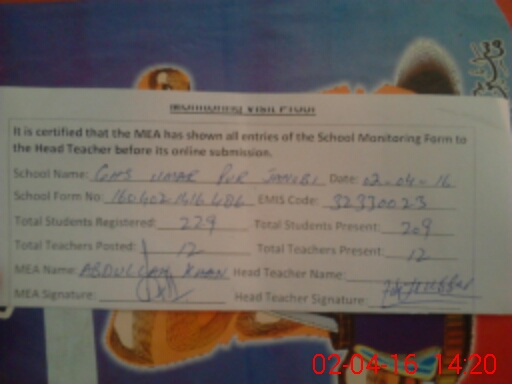 Monitoring Visit Proof
It is certified that the MEA has shown all entries of the School Monitoring Form to
the Head Teacher before its online submission.
School Name: GMS UMAR PUR JANUBI Date: 02-04-16
School Form No: EMIS Code: 32330023
Total Students Registered: 229 Total Students Present: 209
Total Teachers Posted: 12 Total Teachers Present: 12
MEA Name: ABDULLAH KHAN Head Teacher Name:
MEA Signature: Head Teacher Signature:
02-04-16 14:20